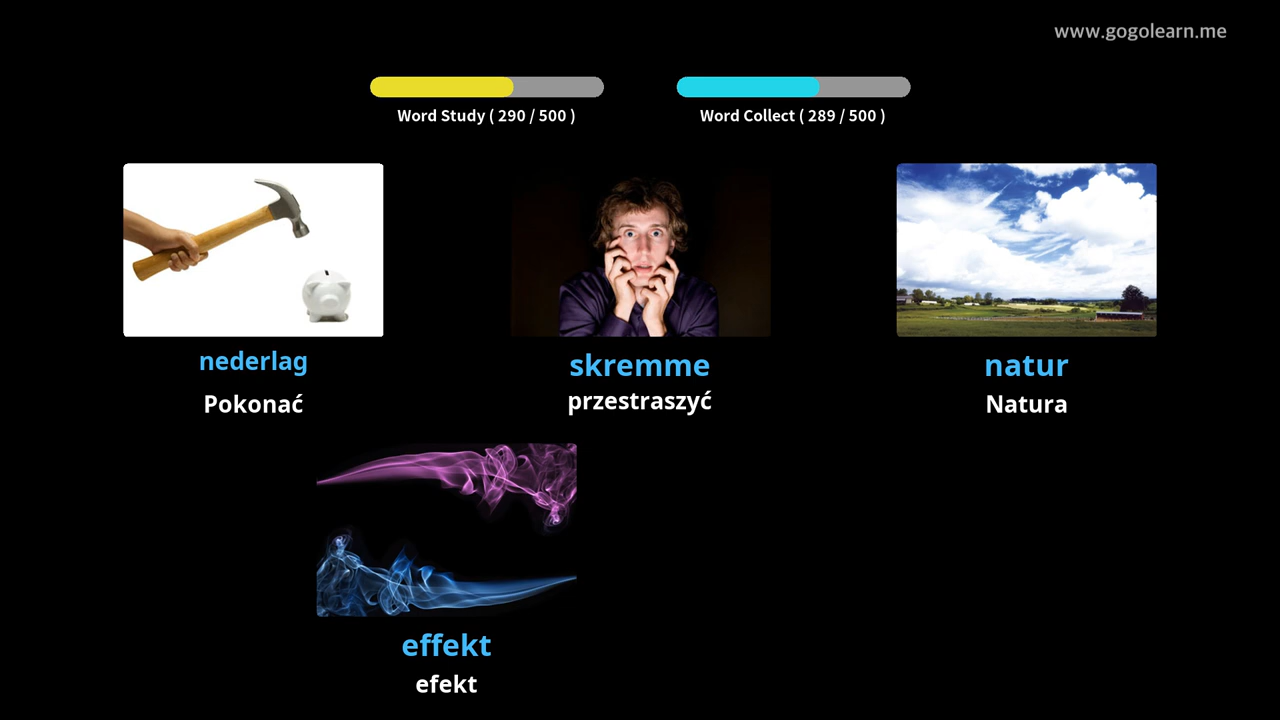 www.gogolearn.me
Word Study ( 290 / 500 )
Word Collect ( 289 / 500 )
nederlag
Pokonać
skremme
przestraszyć
natur
Natura
effekt
efekt